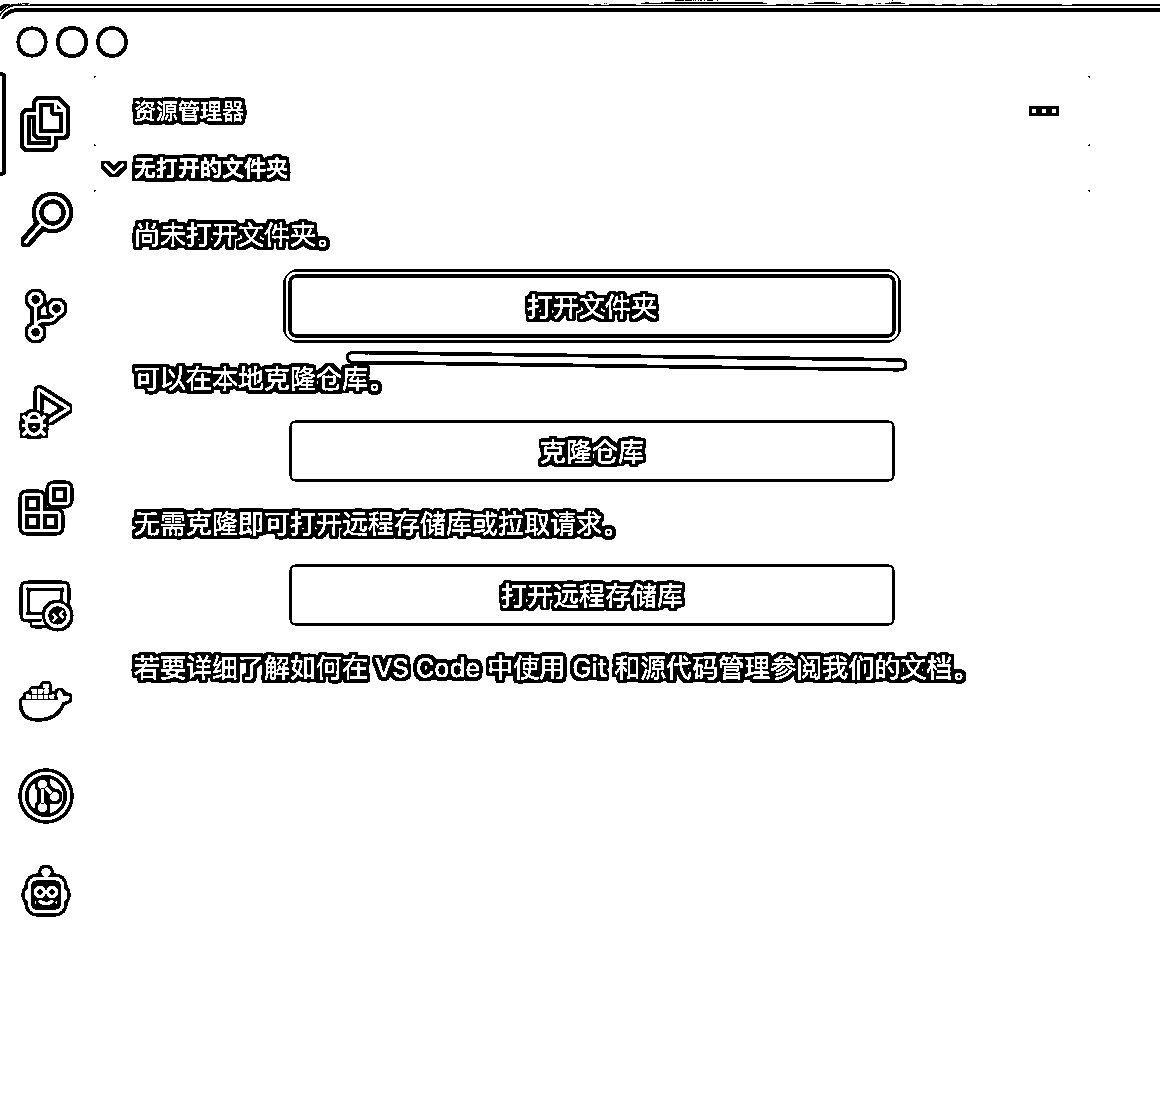 资源管理器
无打开的文件夹
尚未打开文件夹。
打开文件夹
可以在本地克隆仓库。
克隆仓库
无需克隆即可打开远程存储库或拉取请求。
打开远程存储库
若要详细了解如何在 VS Code 中使用 Git 和源代码管理参阅我们的文档。